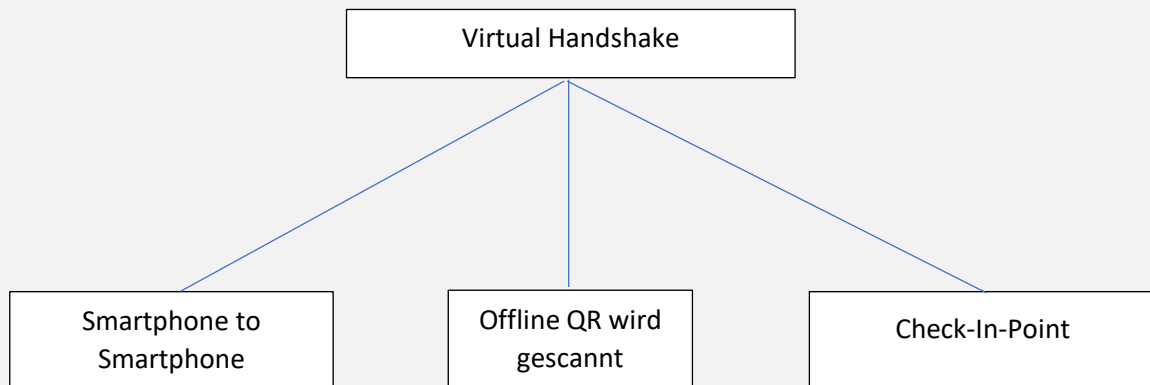 Virtual Handshake
Smartphone to
Smartphone
Offline QR wird
gescannt
Check-In-Point